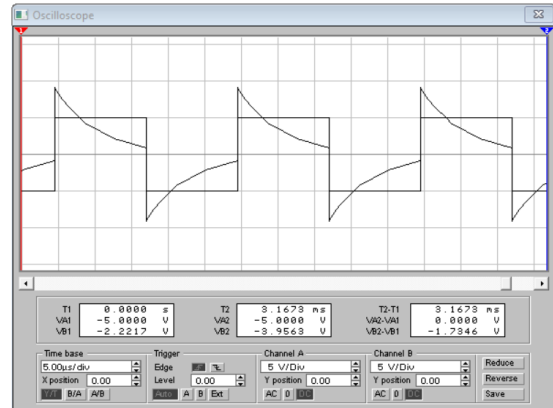 Oscilloscope
1 2
T1 0.0000 s T2 3.1673 ms T2-T1 3.1673 ms
VA1 -5.0000 V VA2 -5.0000 V VA2-VA1 0.0000 V
VB1 -2.2217 V VB2 -3.9563 V VB2-VB1 -1.7346 V
Time base Trigger Channel A Channel B
5.00µs/div Edge 5 V/Div 5 V/Div Reduce
X position 0.00 Level 0.00 Y position 0.00 Y position 0.00 Reverse
Y/T B/A A/B Auto A B Ext AC 0 DC AC 0 DC Save